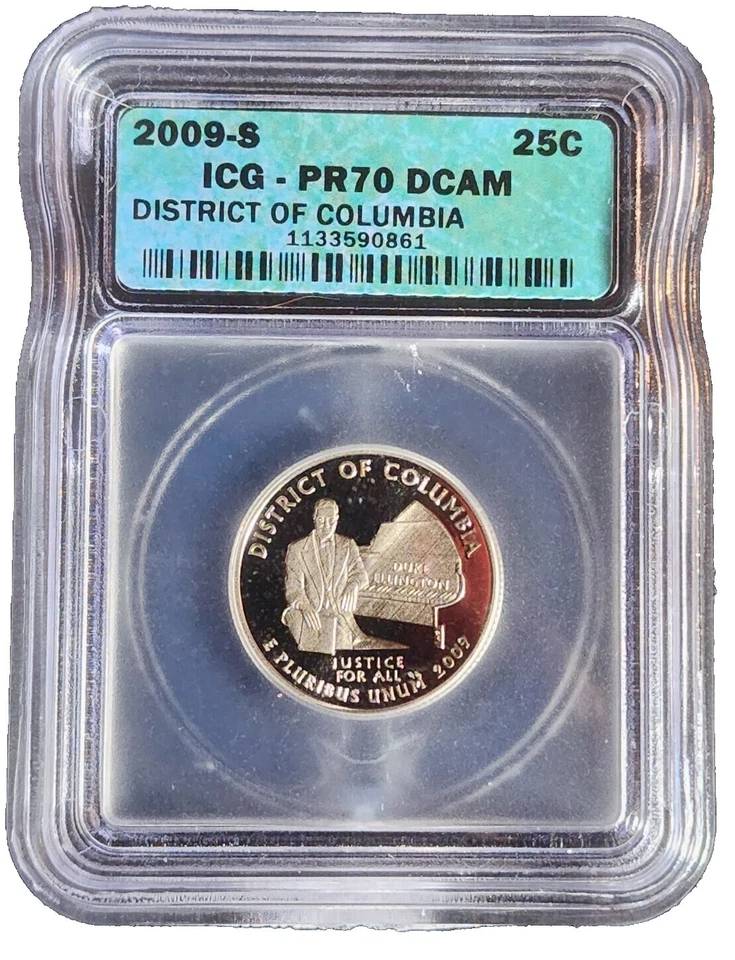 2009-S 25C
ICG - PR70 DCAM
DISTRICT OF COLUMBIA
1133590861
DISTRICT OF COLUMBIA
DUKE
ELLINGTON
JUSTICE
FOR ALL
E PLURIBUS UNUM 2009